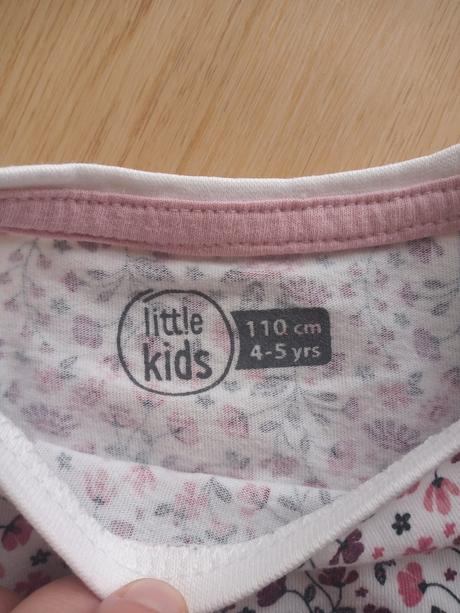 little
kids
110 cm
4-5 yrs